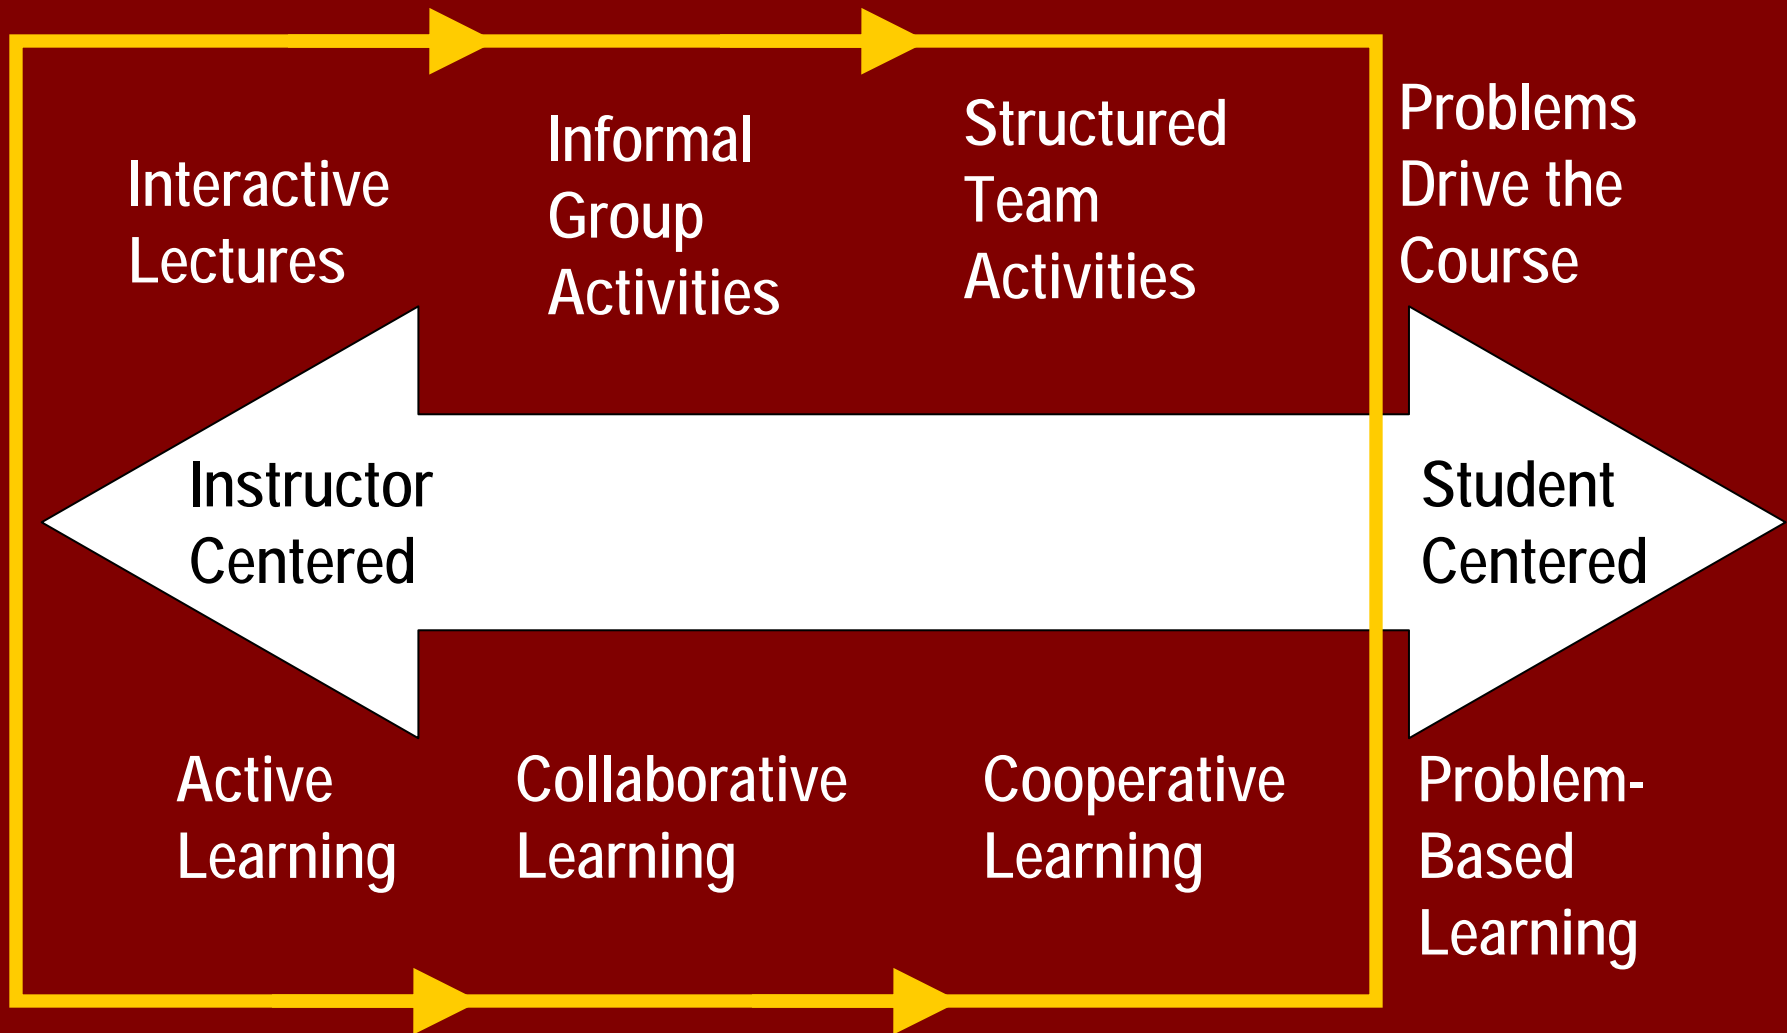 Interactive
Lectures
Informal
Group
Activities
Structured
Team
Activities
Problems
Drive the
Course
Instructor
Centered
Student
Centered
Active
Learning
Collaborative
Learning
Cooperative
Learning
Problem-
Based
Learning